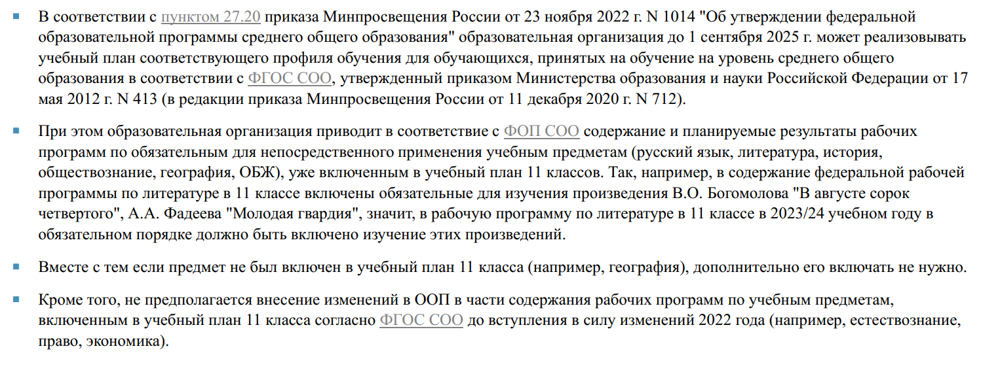 В соответствии с пунктом 27.20 приказа Минпросвещения России от 23 ноября 2022 г. N 1014 "Об утверждении федеральной
образовательной программы среднего общего образования" образовательная организация до 1 сентября 2025 г. может реализовывать
учебный план соответствующего профиля обучения для обучающихся, принятых на обучение на уровень среднего общего
образования в соответствии с ФГОС СОО, утвержденный приказом Министерства образования и науки Российской Федерации от 17
мая 2012 г. N 413 (в редакции приказа Минпросвещения России от 11 декабря 2020 г. N 712).
При этом образовательная организация приводит в соответствие с ФОП СОО содержание и планируемые результаты рабочих
программ по обязательным для непосредственного применения учебным предметам (русский язык, литература, история,
обществознание, география, ОБЖ), уже включенным в учебный план 11 классов. Так, например, в содержание федеральной рабочей
программы по литературе в 11 классе включены обязательные для изучения произведения В.О. Богомолова "В августе сорок
четвертого", А.А. Фадеева "Молодая гвардия", значит, в рабочую программу по литературе в 11 классе в 2023/24 учебном году в
обязательном порядке должно быть включено изучение этих произведений.
Вместе с тем если предмет не был включен в учебный план 11 класса (например, география), дополнительно его включать не нужно.
Кроме того, не предполагается внесение изменений в ООП в части содержания рабочих программ по учебным предметам,
включенным в учебный план 11 класса согласно ФГОС СОО до вступления в силу изменений 2022 года (например, естествознание,
право, экономика).